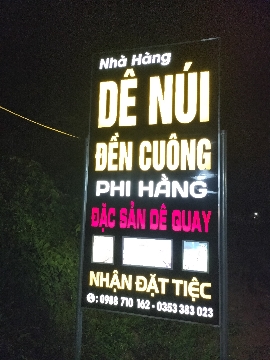 Nhà Hàng
DÊ NÚI
ĐỀN CUÔNG
PHI HẰNG
ĐẶC SẢN DÊ QUAY
NHẬN ĐẶT TIỆC
: 0988 710 162 - 0353 383 023